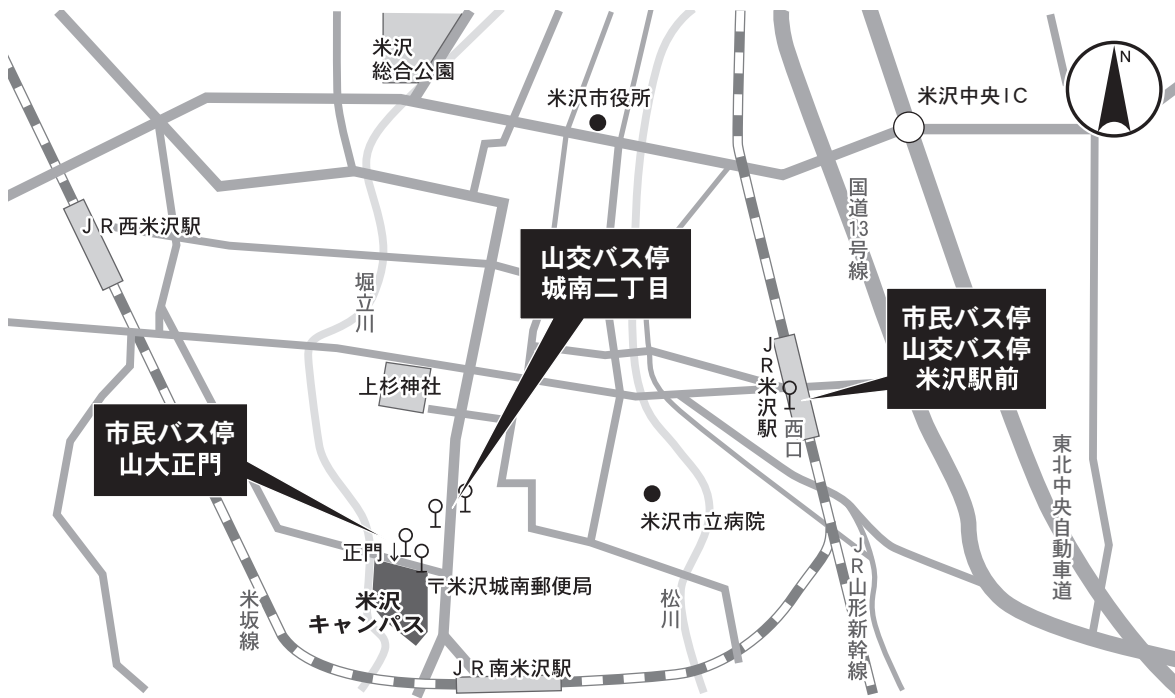 米沢
総合公園
米沢市役所
米沢中央IC
N
JR西米沢駅
山交バス停
城南二丁目
国道13号線
堀立川
市民バス停
山交バス停
米沢駅前
JR米沢駅
西口
上杉神社
市民バス停
山大正門
東北中央自動車道
米沢市立病院
正門↓
〒米沢城南郵便局
米沢
キャンパス
米坂線
松川
JR山形新幹線
JR南米沢駅